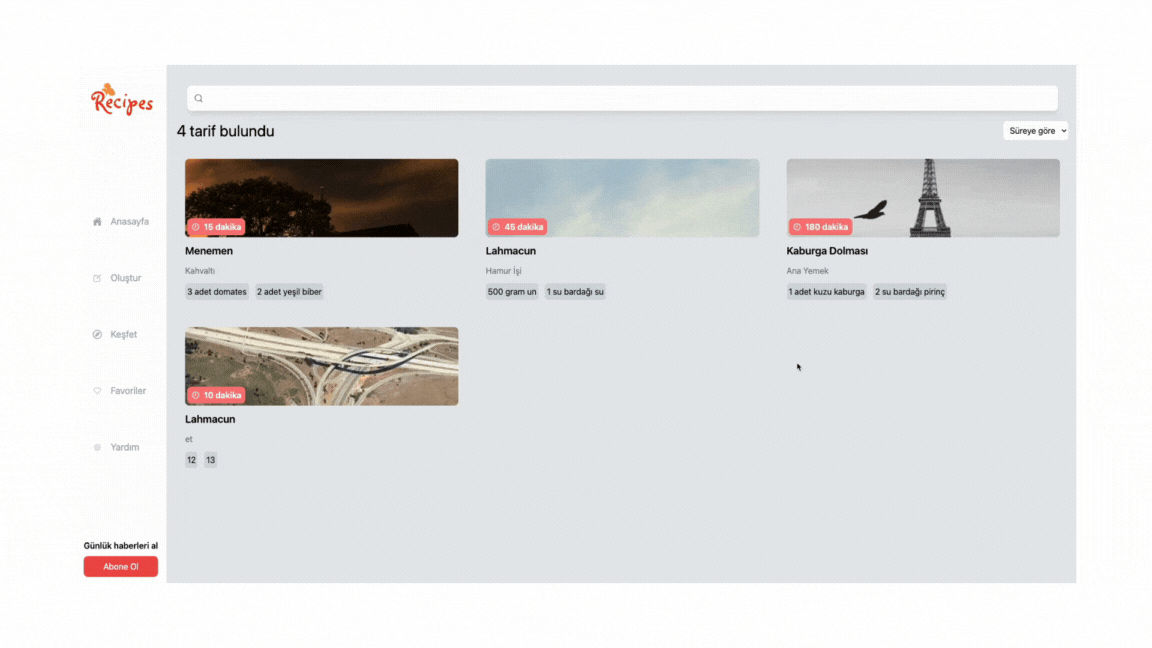 Recipes
4 tarif bulundu
Süreye göre
15 dakika
45 dakika
180 dakika
Menemen
Lahmacun
Kaburga Dolması
Kahvaltı
Hamur İşi
Ana Yemek
3 adet domates
2 adet yeşil biber
500 gram un
1 su bardağı su
1 adet kuzu kaburga
2 su bardağı pirinç
10 dakika
Lahmacun
et
12
13
Anasayfa
Oluştur
Keşfet
Favoriler
Yardım
Günlük haberleri al
Abone Ol